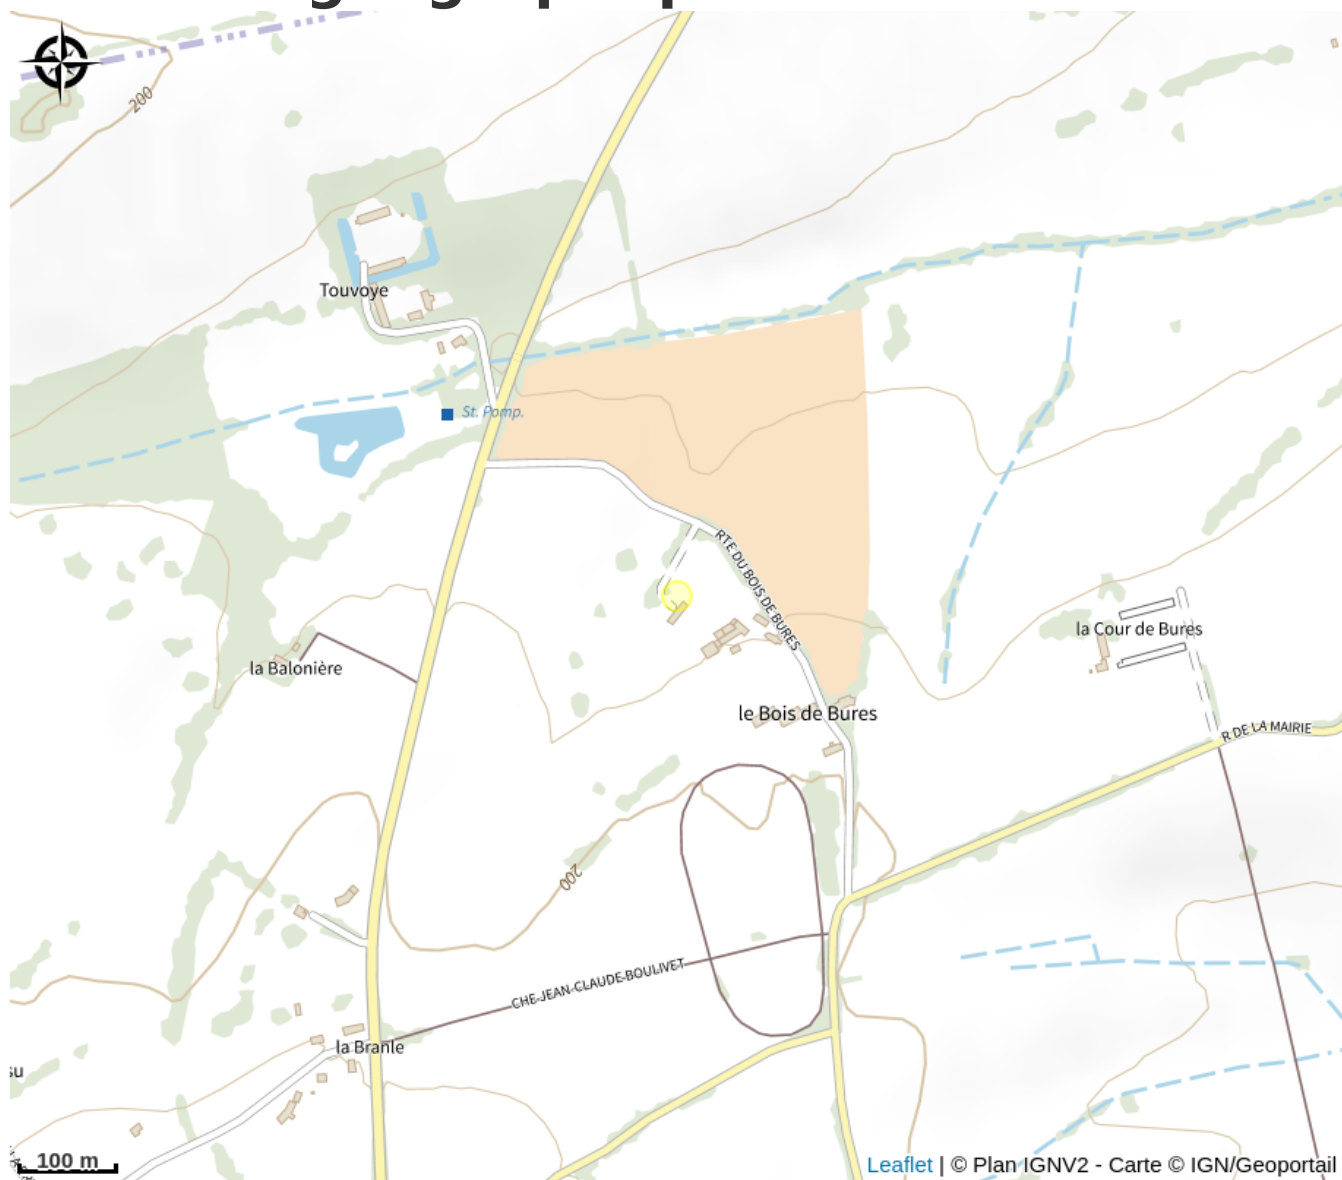 200
Touvoye
St. Pomp.
RTE DU BOIS DE BURES
la Cour de Bures
la Balonière
le Bois de Bures
R DE LA MAIRIE
200
CHE JEAN-CLAUDE-BOULIVET
la Branle
su
100 m
Leaflet | © Plan IGNV2 - Carte © IGN/Geoportail